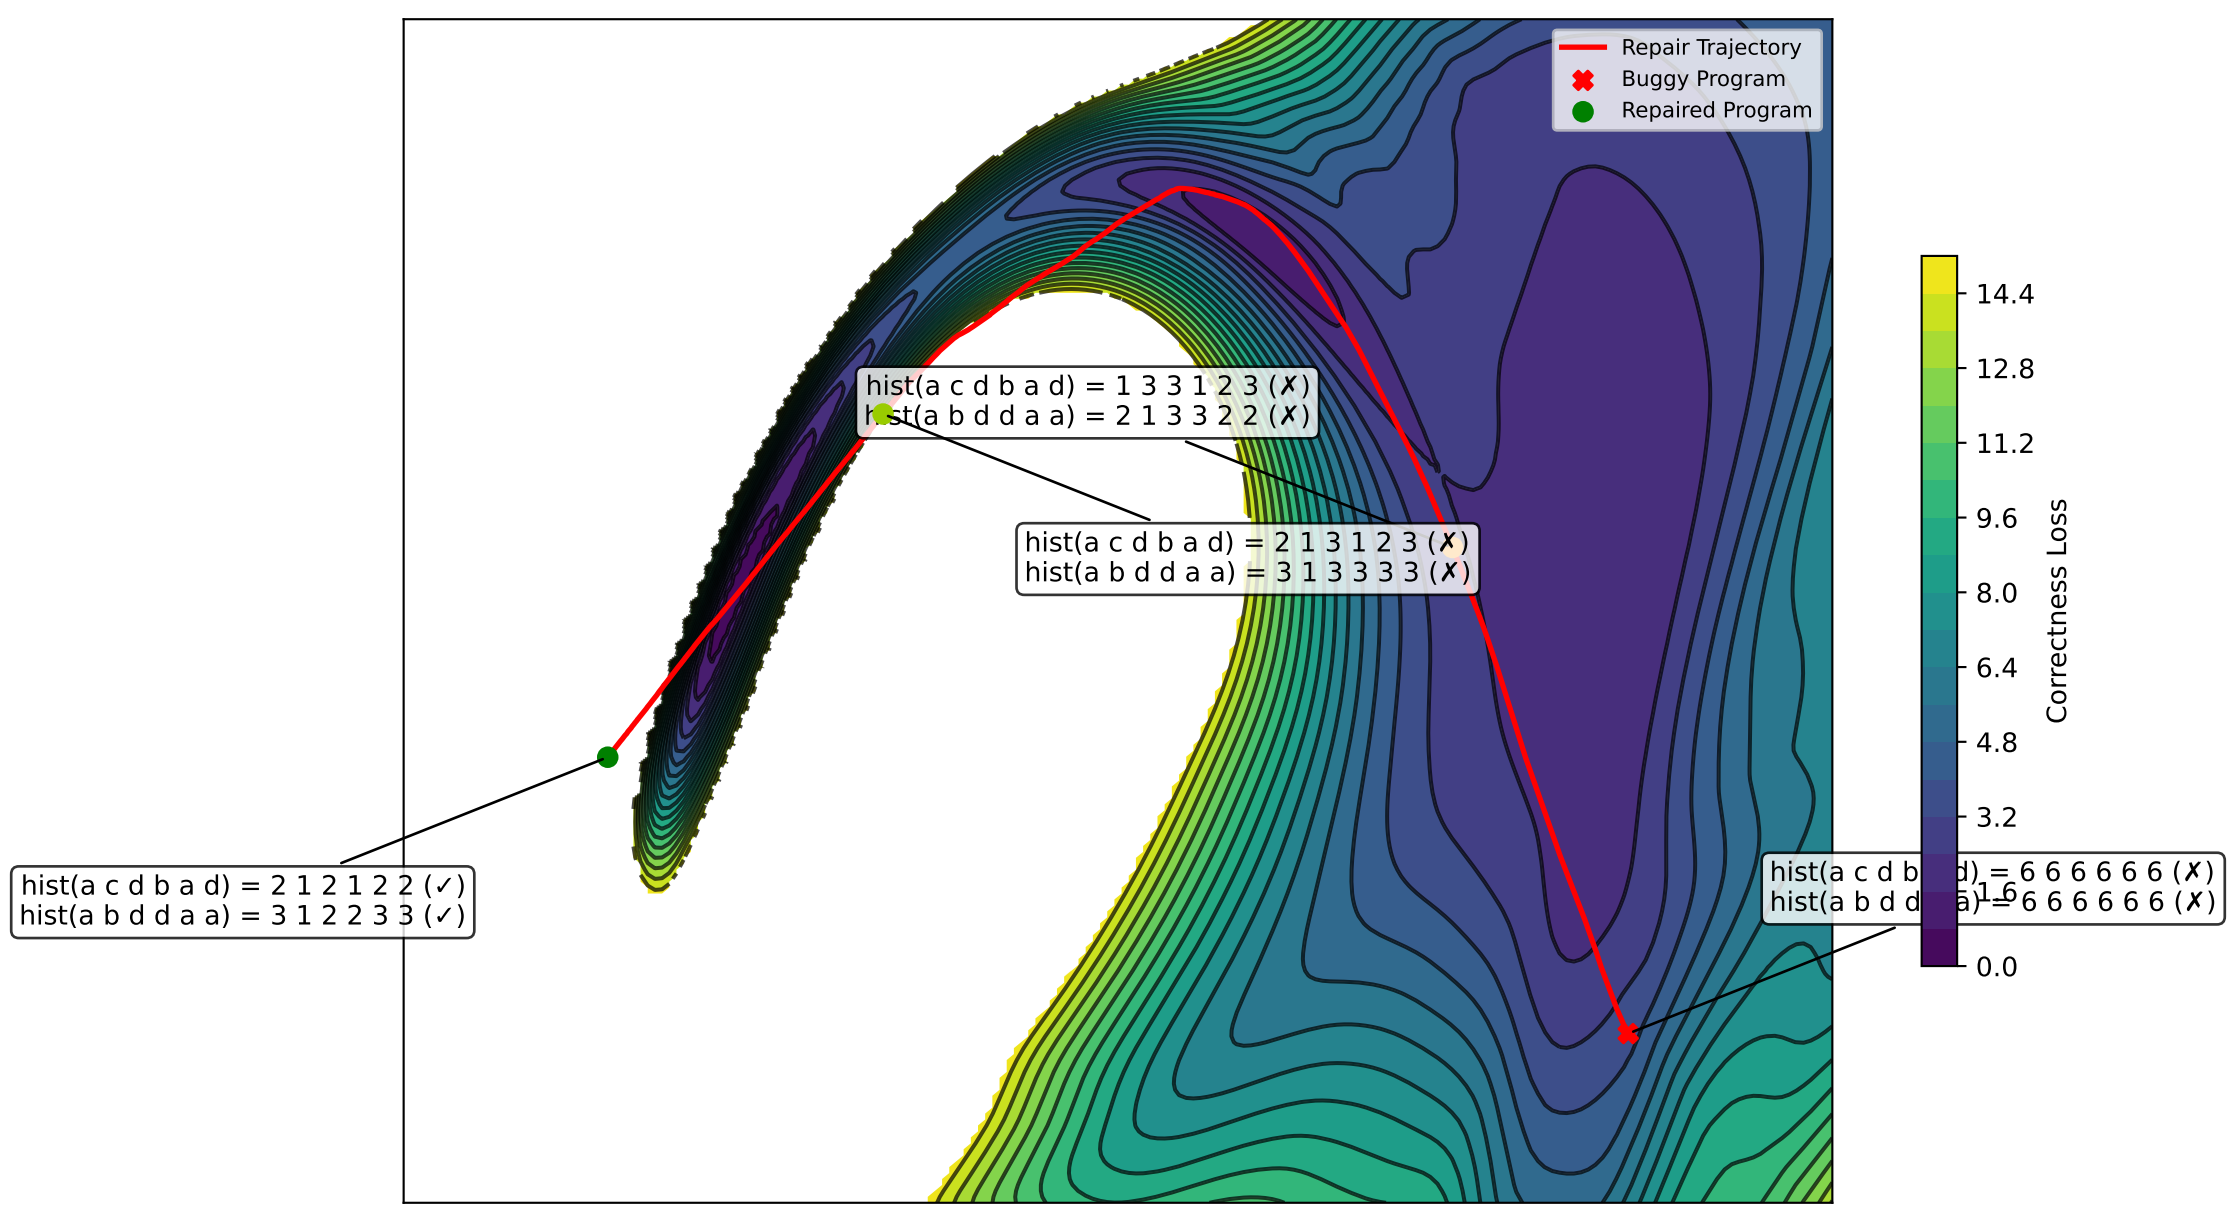 Repair Trajectory
Buggy Program
Repaired Program
hist(a c d b a d) = 1 3 3 1 2 3 (✗)
hist(a b d d a a) = 2 1 3 3 2 2 (✗)
hist(a c d b a d) = 2 1 3 1 2 3 (✗)
hist(a b d d a a) = 3 1 3 3 3 3 (✗)
hist(a c d b a d) = 2 1 2 1 2 2 (✓)
hist(a b d d a a) = 3 1 2 2 3 3 (✓)
hist(a c d b d) = 6 6 6 6 6 6 (✗)
hist(a b d d a) = 6 6 6 6 6 6 (✗)
14.4
12.8
11.2
9.6
8.0
6.4
4.8
3.2
1.6
0.0
Correctness Loss